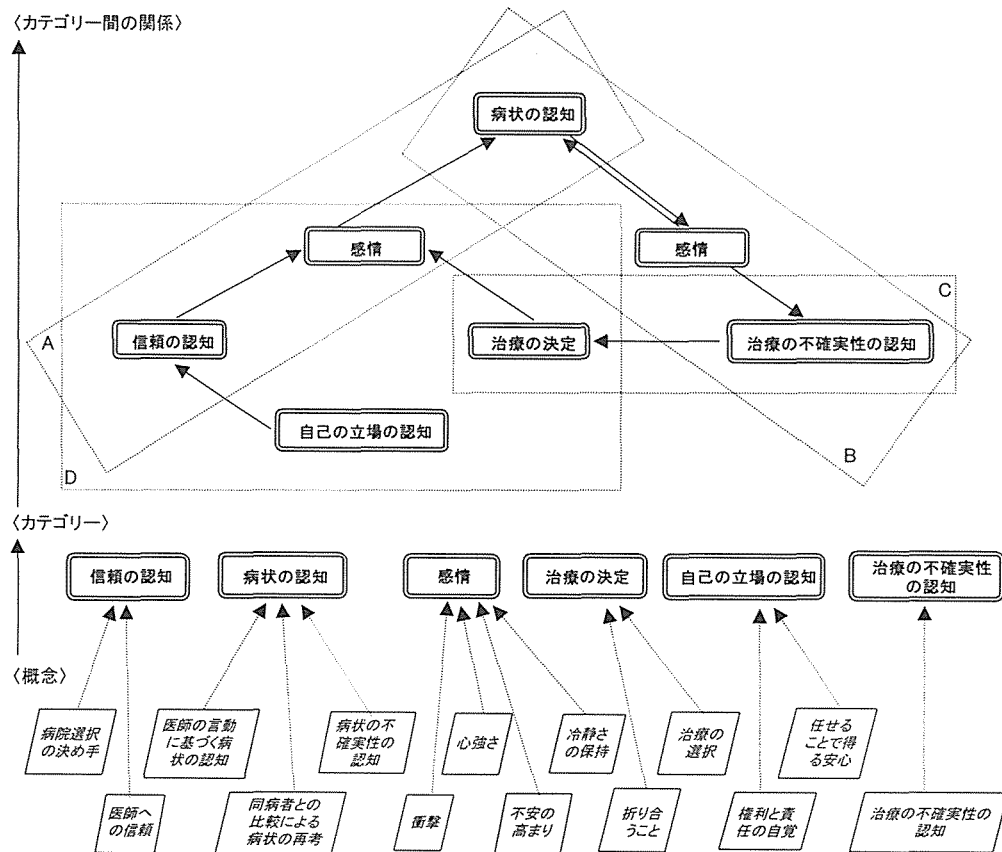 〈カテゴリー間の関係〉
病状の認知
感情
感情
C
A
信頼の認知
治療の決定
治療の不確実性の認知
自己の立場の認知
B
D
〈カテゴリー〉
信頼の認知
病状の認知
感情
治療の決定
自己の立場の認知
治療の不確実性
の認知
〈概念〉
病院選択
の決め手
医師の言動
に基づく病
状の認知
病状の不
確実性の
認知
心強さ
冷静さ
の保持
治療の
選択
任せる
ことで得
る安心
医師へ
の信頼
同病者との
比較による
病状の再考
衝撃
不安の
高まり
折り合
うこと
権利と責
任の自覚
治療の不確実性の
認知